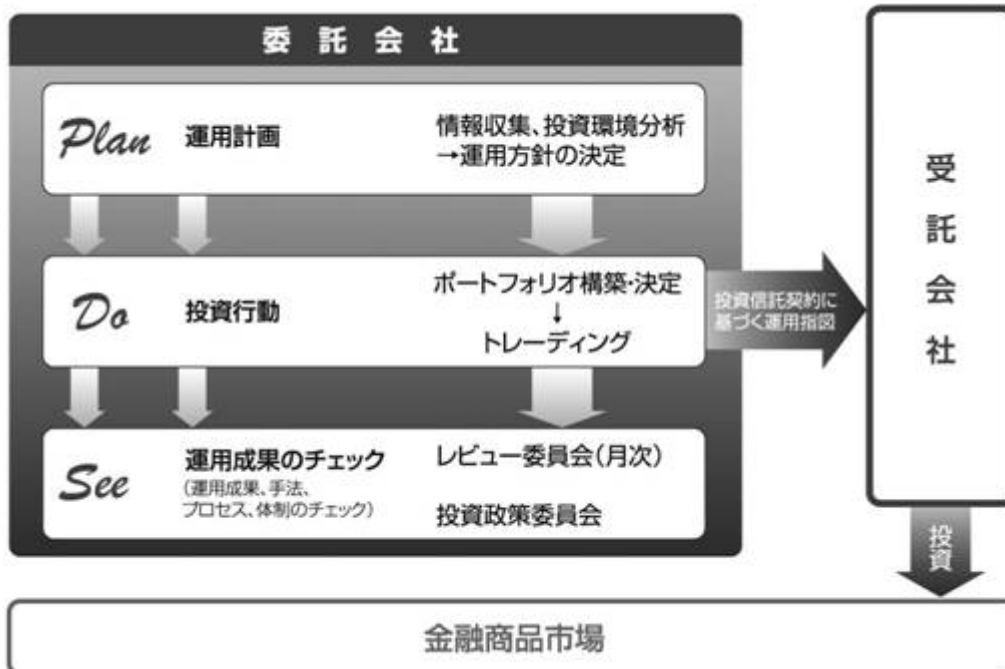 委託会社
Plan 運用計画 情報収集、投資環境分析
→運用方針の決定
Do 投資行動 ポートフォリオ構築・決定
↓
トレーディング
投資信託契約に
基づく運用指図
受託会社
See 運用成果のチェック レビュー委員会(月次)
(運用成果、手法、
プロセス、体制のチェック)
投資政策委員会
投資
金融商品市場